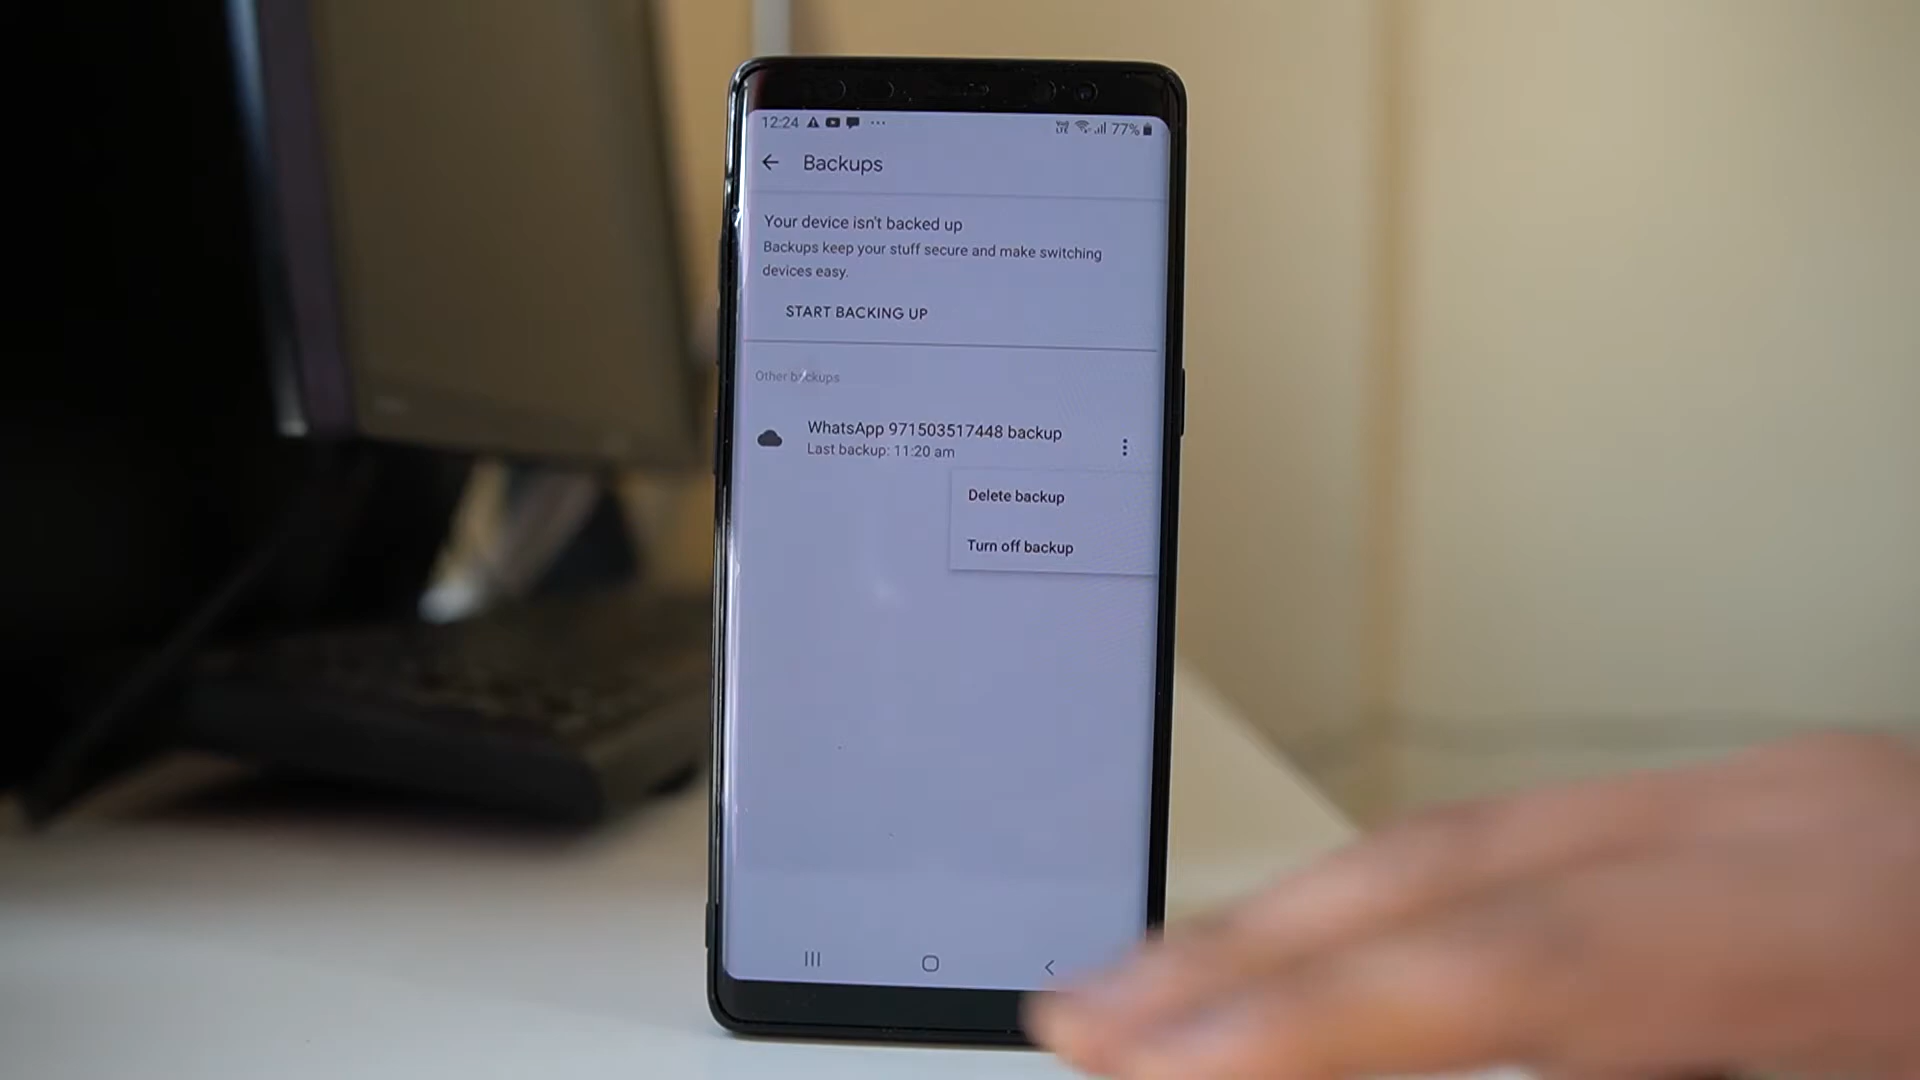 12:24 ... 77%
Backups
Your device isn't backed up
Backups keep your stuff secure and make switching
devices easy.
START BACKING UP
Other backups
WhatsApp 971503517448 backup
Last backup: 11:20 am
Delete backup
Turn off backup